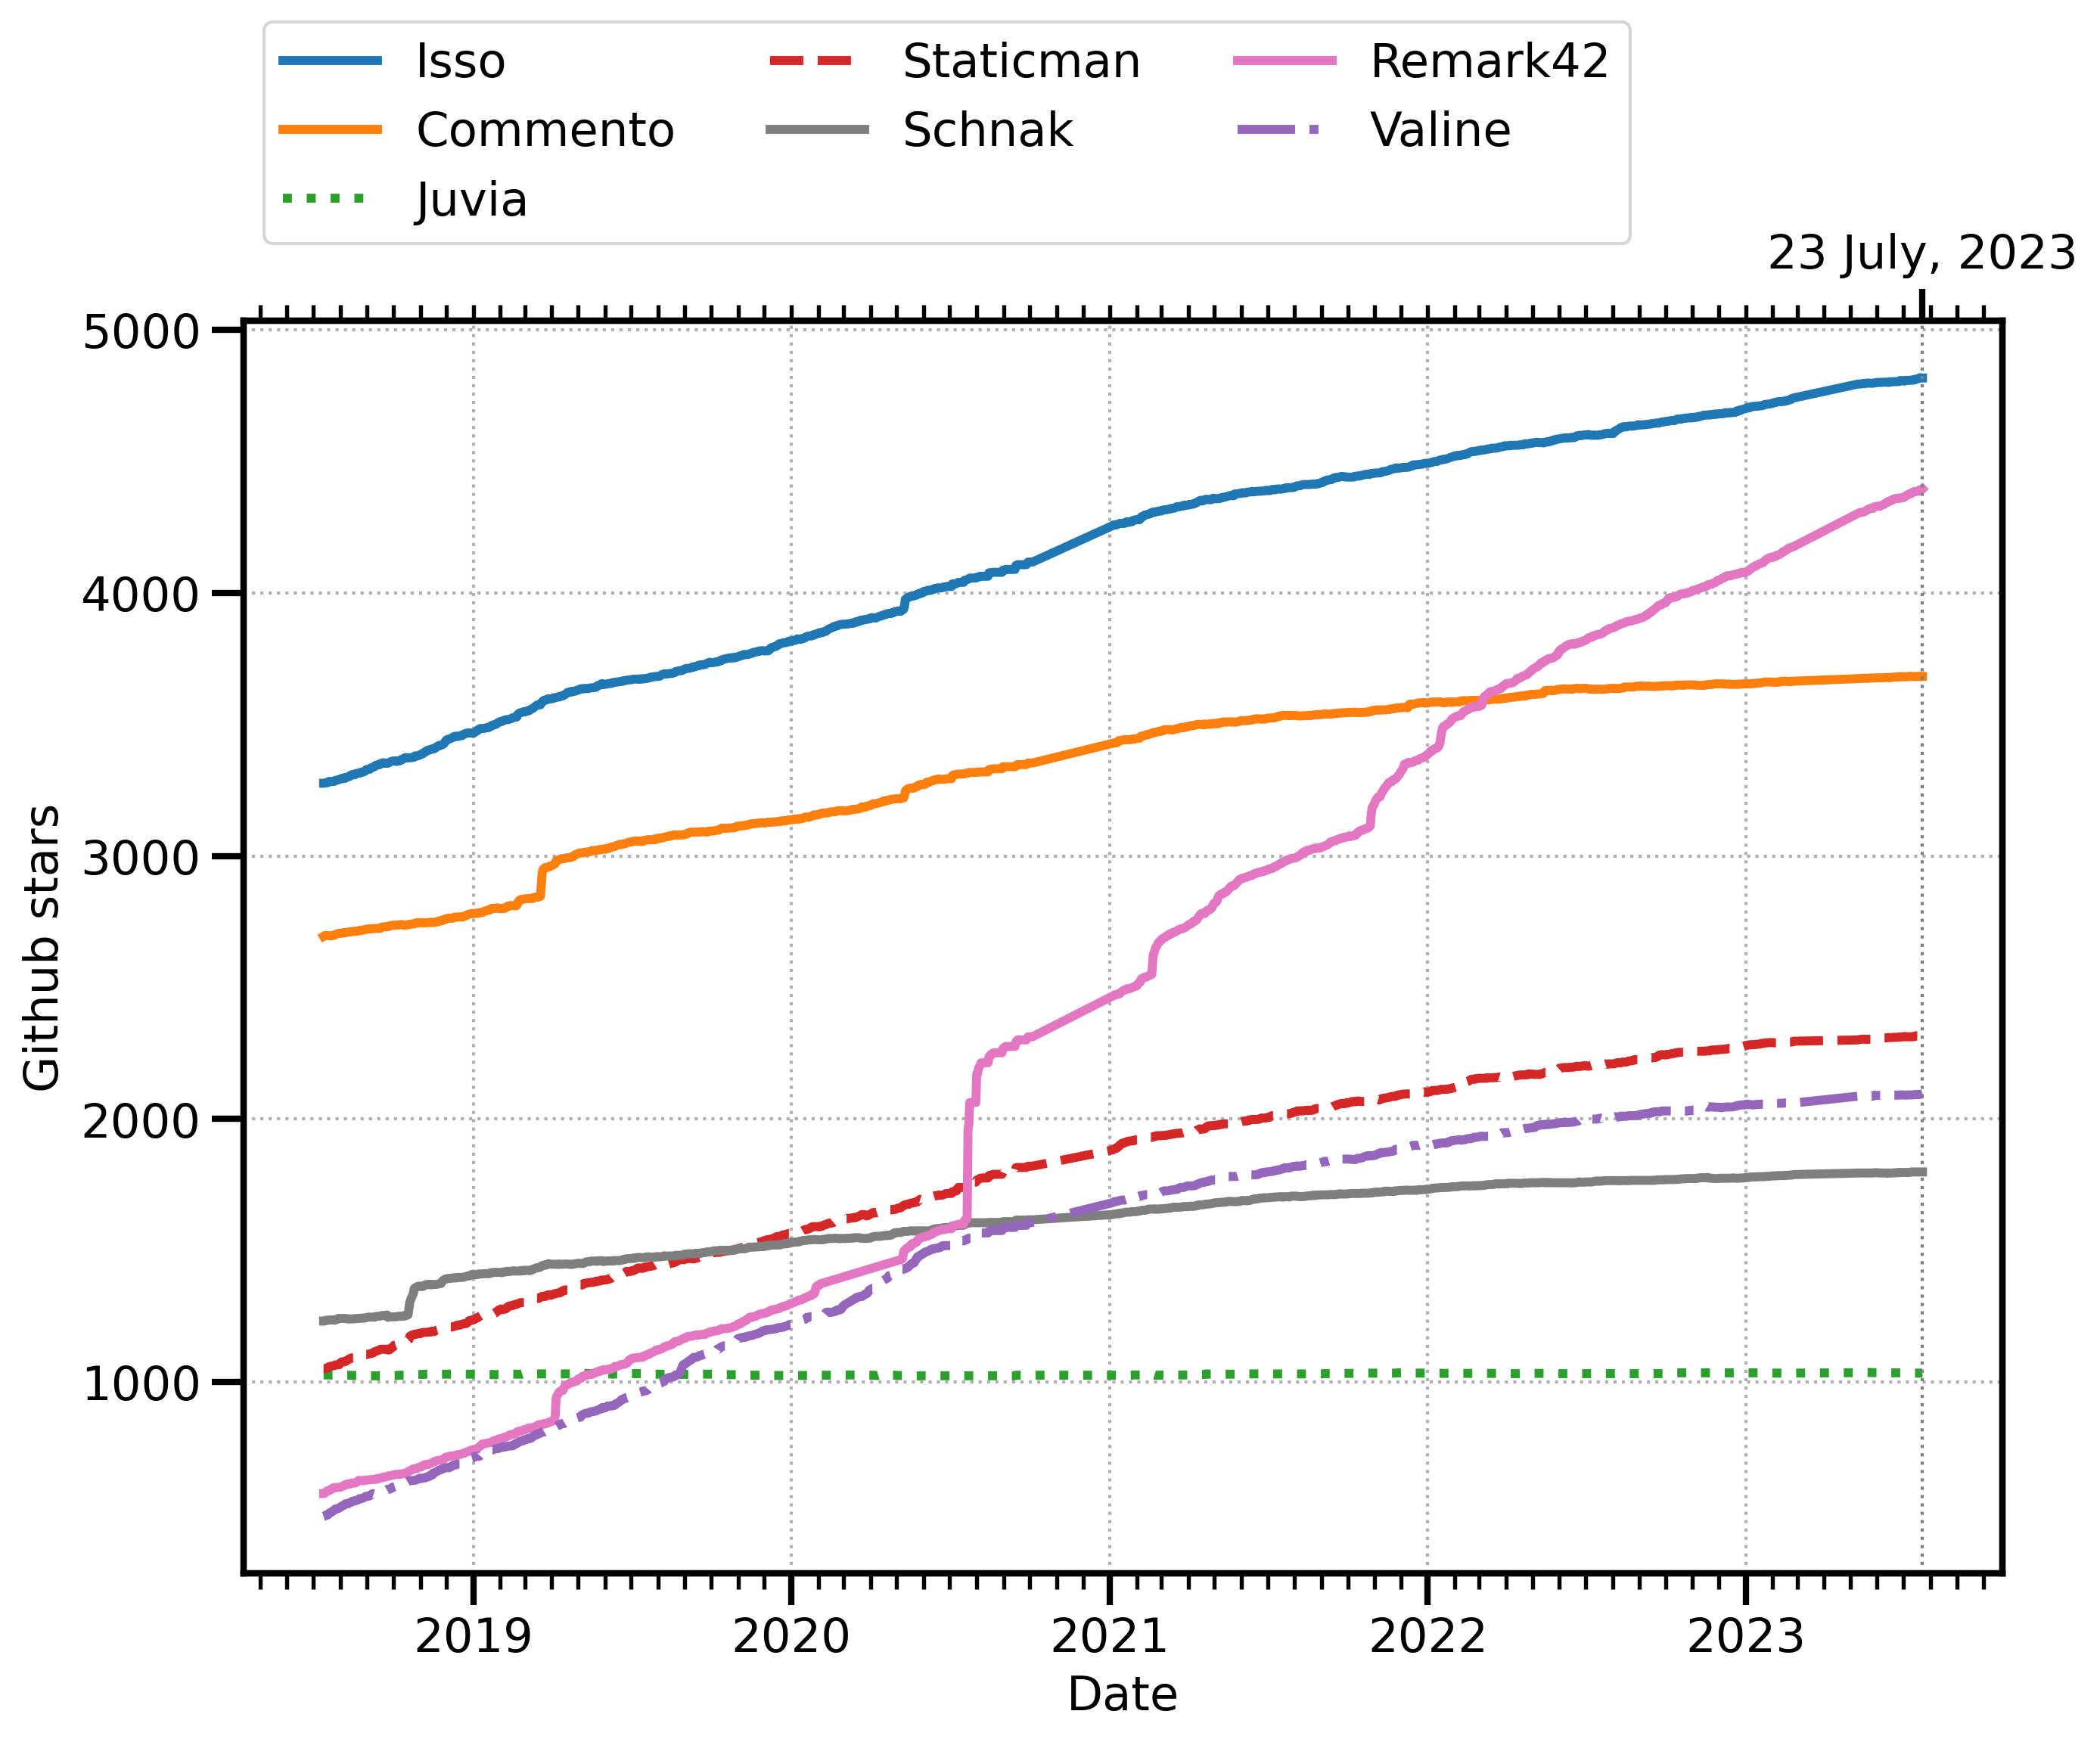 Isso
Commento
Juvia
Staticman
Schnak
Remark42
Valine
23 July, 2023
5000
4000
3000
2000
1000
Github stars
2019 2020 2021 2022 2023
Date